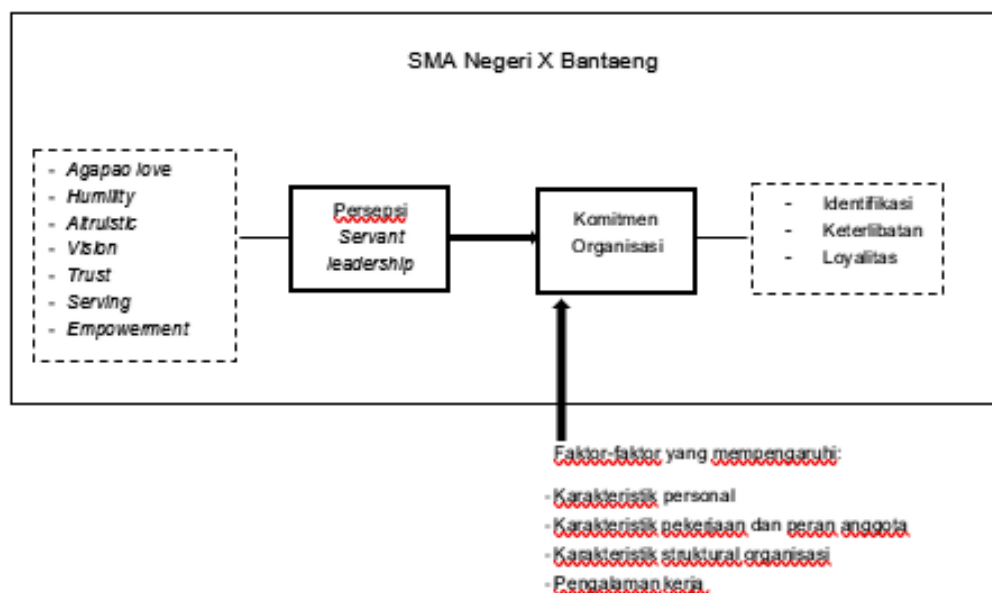 SMA Negeri X Bantaeng
- Agapao love
- Humility
- Altruistic
- Vision
- Trust
- Serving
- Empowerment
Persepsi
Servant
leadership
Komitmen
Organisasi
- Identifikasi
- Keterlibatan
- Loyalitas
Faktor-faktor yang mempengaruhi:
- Karakteristik personal
- Karakteristik pekerjaan dan peran anggota
- Karakteristik struktural organisasi
- Pengalaman kerja